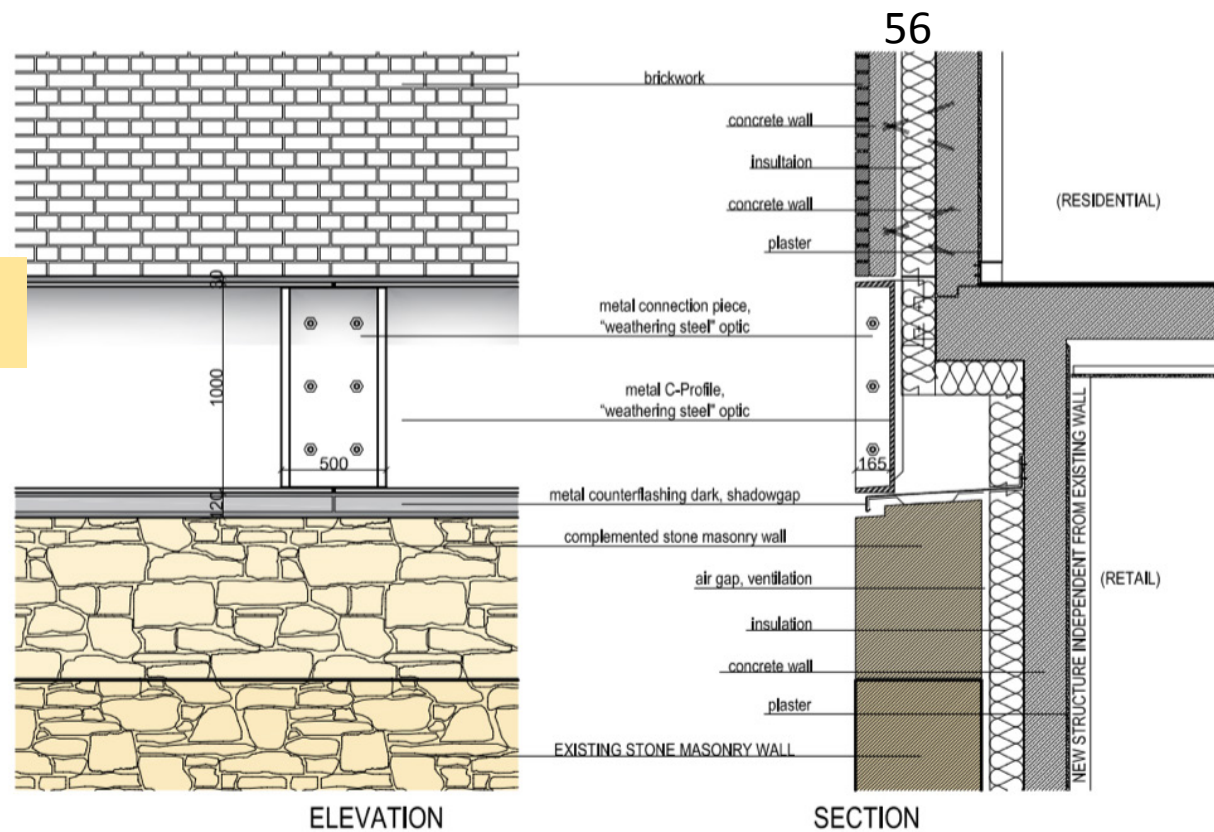 56
brickwork
concrete wall
insultaion
concrete wall
plaster
(RESIDENTIAL)
30
metal connection piece,
"weathering steel" optic
1000
metal C-Profile,
"weathering steel" optic
500
165
120
metal counterflashing dark, shadowgap
complemented stone masonry wall
air gap, ventilation
(RETAIL)
insulation
concrete wall
plaster
NEW STRUCTURE INDEPENDENT FROM EXISTING WALL
EXISTING STONE MASONRY WALL
ELEVATION
SECTION